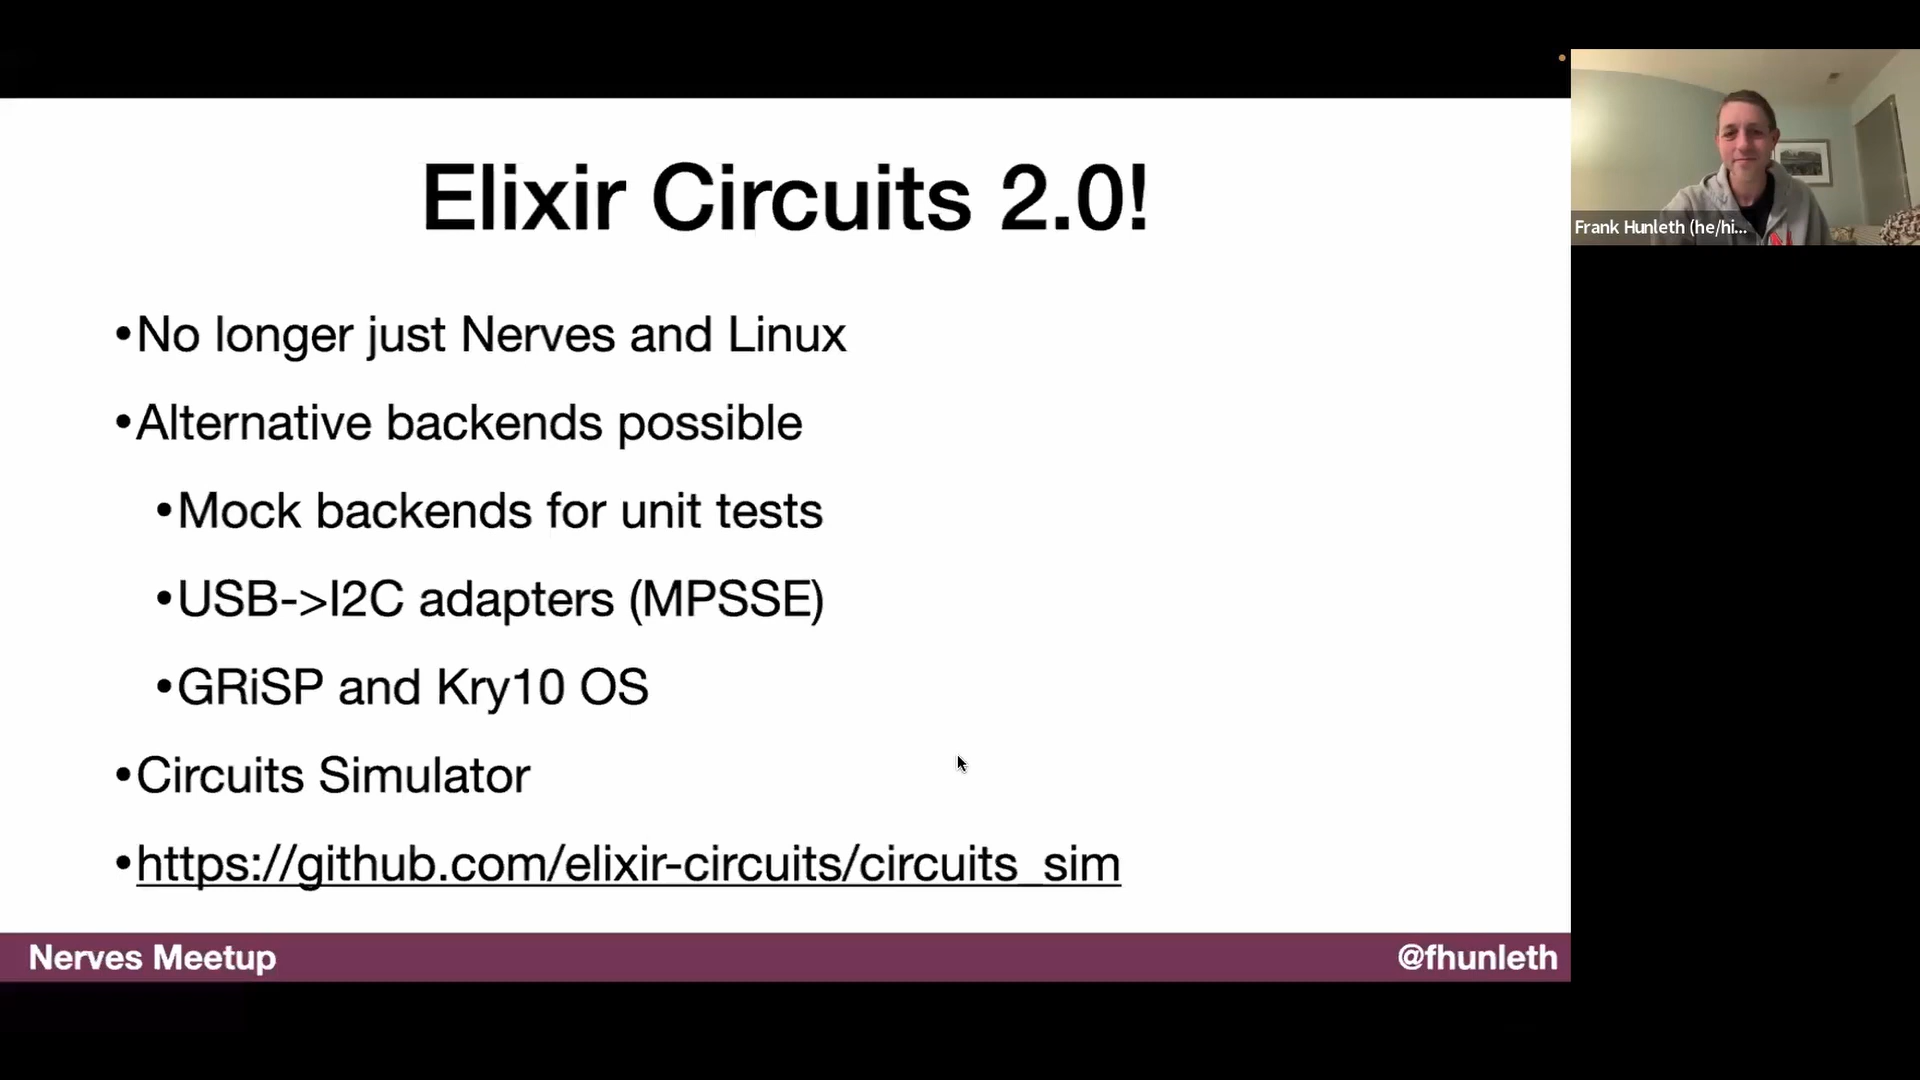 Elixir Circuits 2.0!
•No longer just Nerves and Linux
•Alternative backends possible
•Mock backends for unit tests
•USB->I2C adapters (MPSSE)
•GRiSP and Kry10 OS
•Circuits Simulator
•https://github.com/elixir-circuits/circuits_sim
Nerves Meetup
@fhunleth
Frank Hunleth (he/hi...